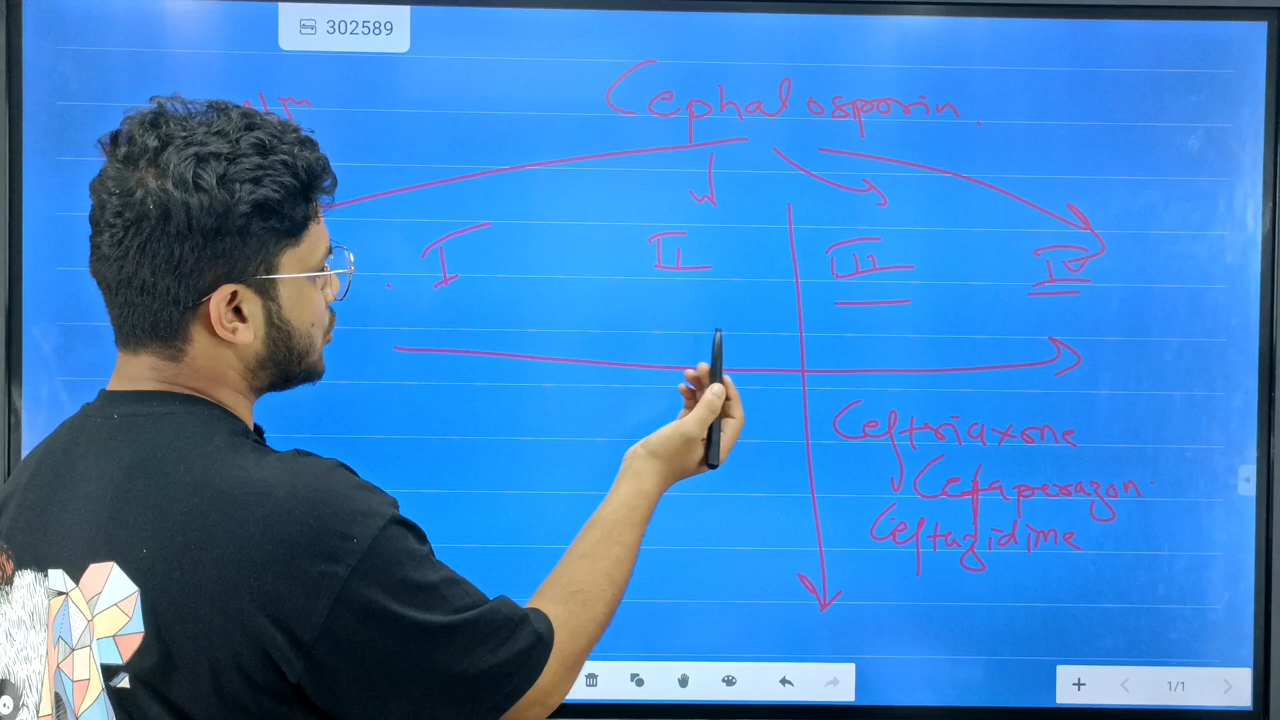 302589
Cephalosporin.
I II III IV
Ceftriaxone
Cefaperazon.
Ceftazidime
1/1